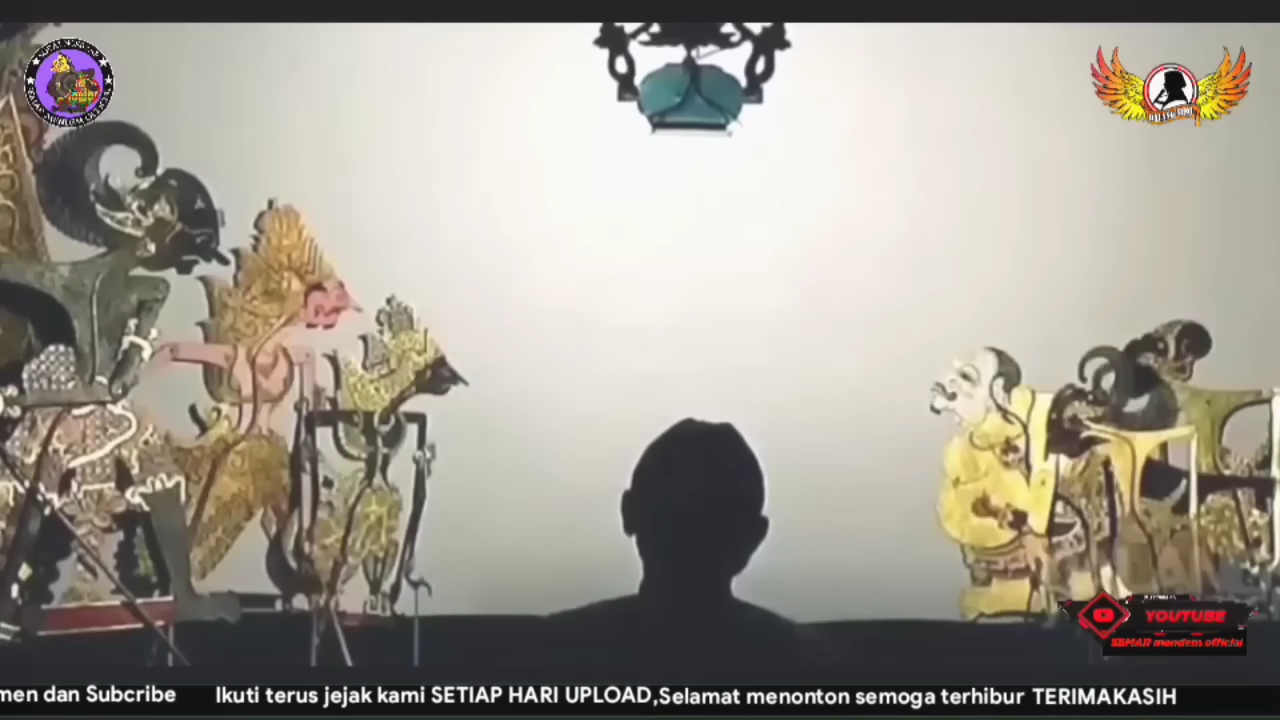 YOUTUBE
SEMAR mendem official
men dan Subcribe Ikuti terus jejak kami SETIAP HARI UPLOAD,Selamat menonton semoga terhibur TERIMAKASIH